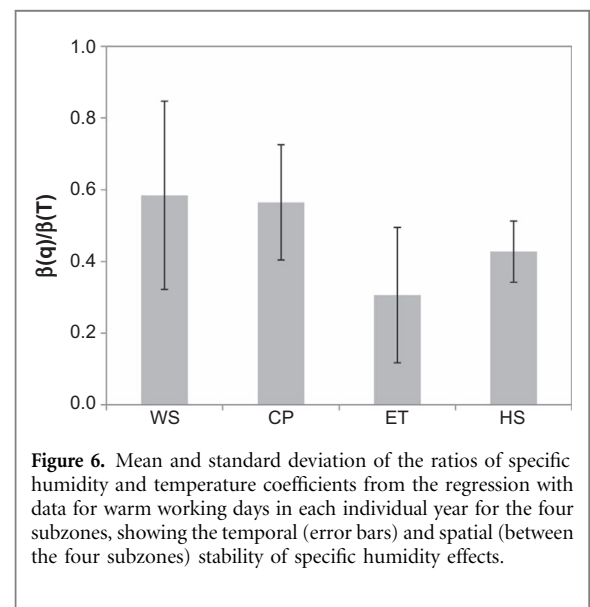 1.0
0.8
0.6
0.4
0.2
0.0
β(q)/β(T)
WS CP ET HS
Figure 6. Mean and standard deviation of the ratios of specific
humidity and temperature coefficients from the regression with
data for warm working days in each individual year for the four
subzones, showing the temporal (error bars) and spatial (between
the four subzones) stability of specific humidity effects.